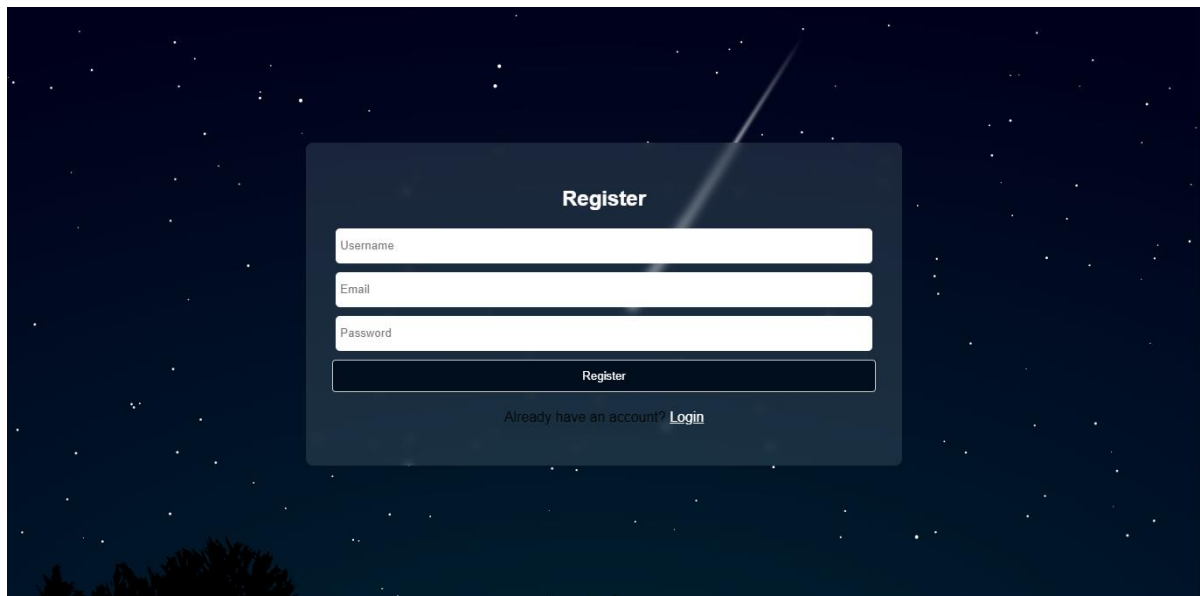 Register
Username
Email
Password
Register
Already have an account? Login